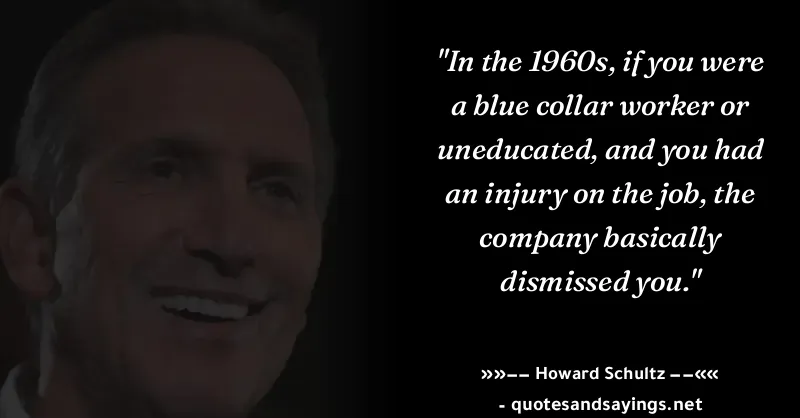 "In the 1960s, if you were
a blue collar worker or
uneducated, and you had
an injury on the job, the
company basically
dismissed you."
»»–– Howard Schultz ––««
- quotesandsayings.net